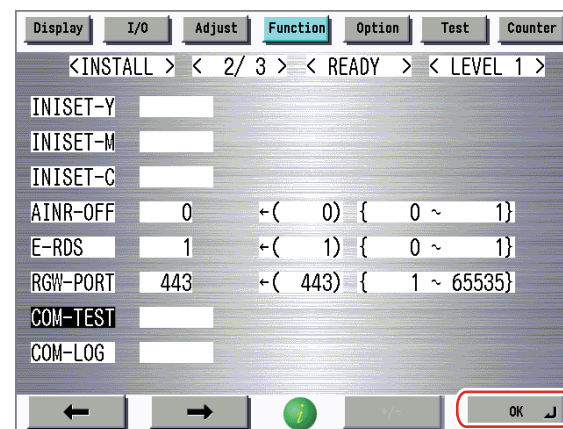 Display I/O Adjust Function Option Test Counter
<INSTALL > < 2/ 3 > < READY > < LEVEL 1 >
INISET-Y
INISET-M
INISET-C
AINR-OFF 0 ←( 0) { 0 ~ 1}
E-RDS 1 ←( 1) { 0 ~ 1}
RGW-PORT 443 ←( 443) { 1 ~ 65535}
COM-TEST
COM-LOG
← → i +/- OK ↵